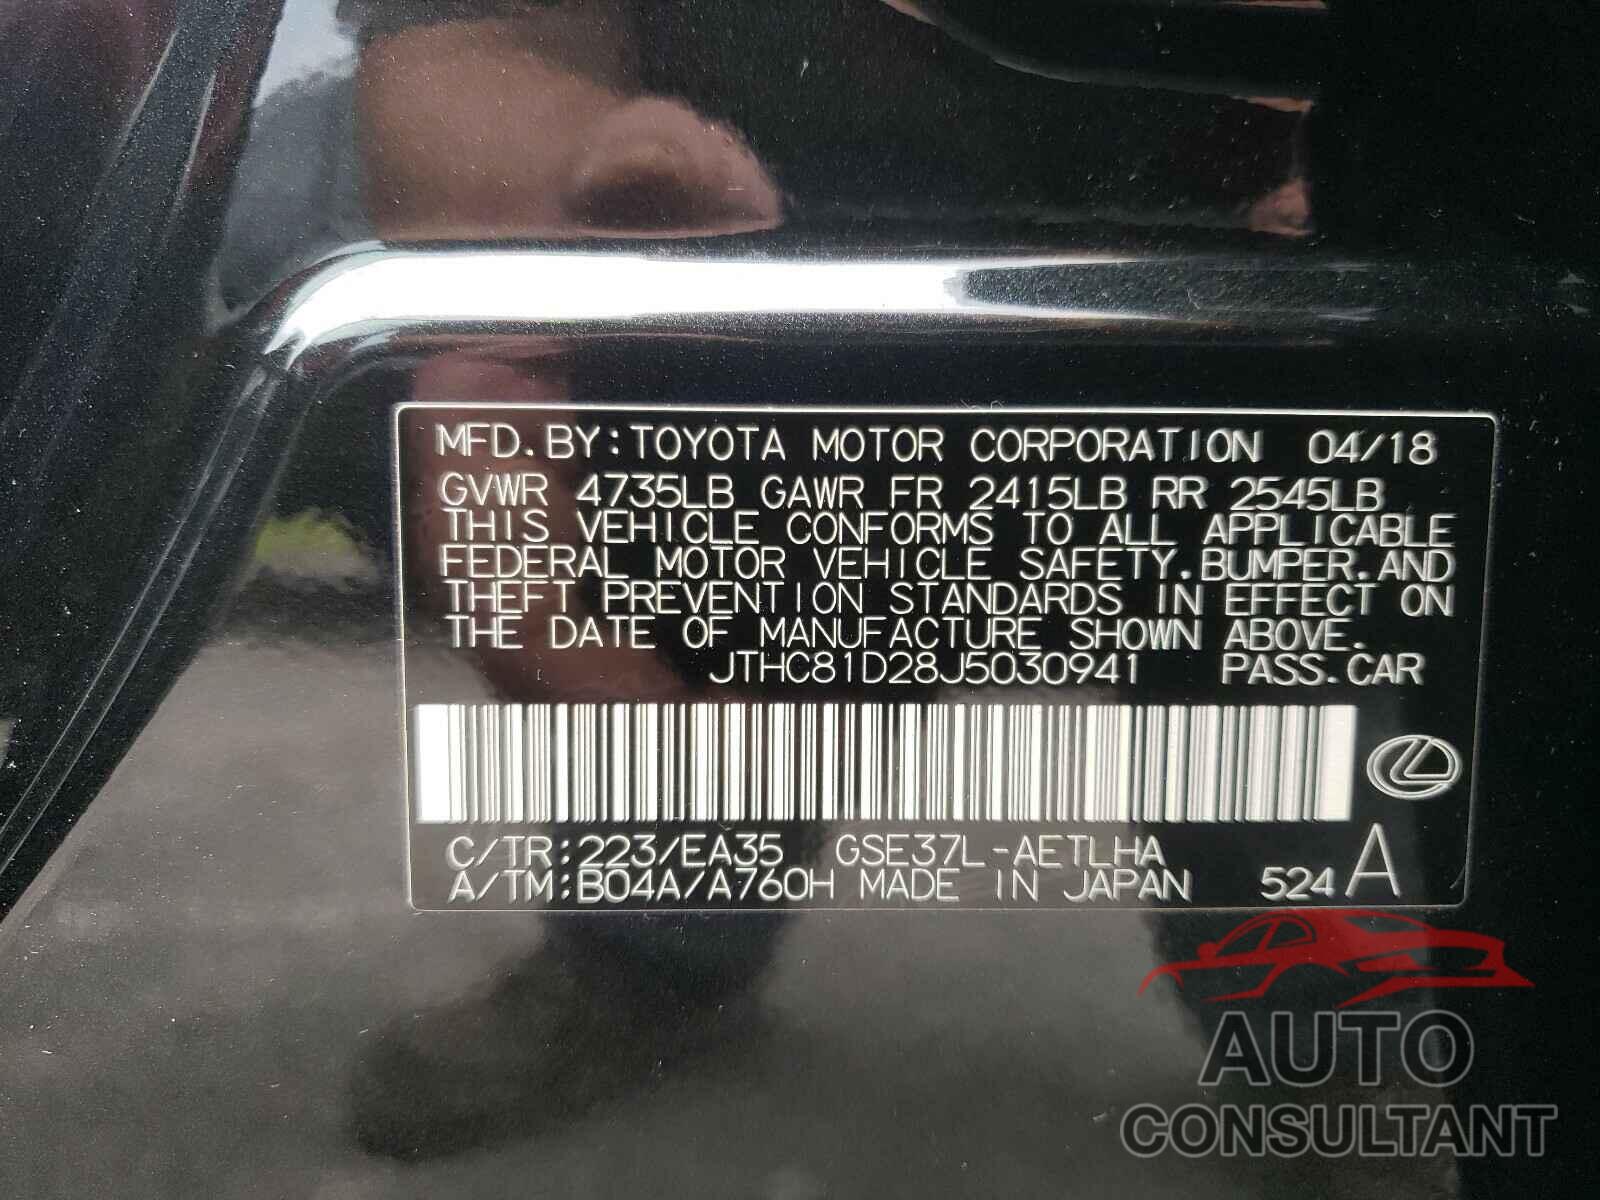 MFD.BY:TOYOTA MOTOR CORPORATION 04/18
GVWR 4735LB GAWR FR 2415LB RR 2545LB
THIS VEHICLE CONFORMS TO ALL APPLICABLE
FEDERAL MOTOR VEHICLE SAFETY.BUMPER.AND
THEFT PREVENTION STANDARDS IN EFFECT ON
THE DATE OF MANUFACTURE SHOWN ABOVE.
JTHC81D28J5030941 PASS.CAR
C/TR:223/EA35 GSE37L-AETLHA
A/TM:B04A/A760H MADE IN JAPAN 524 A
AUTO
CONSULTANT